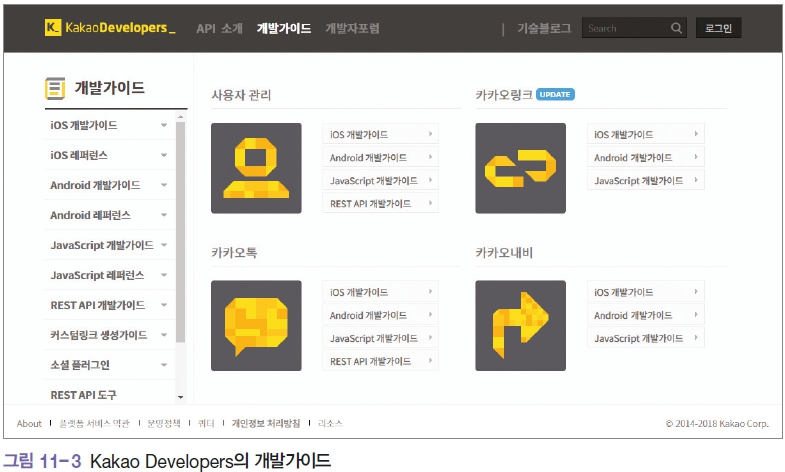 K_ KakaoDevelopers_ API 소개 개발가이드 개발자포럼 | 기술블로그 Search 로그인
개발가이드
iOS 개발가이드
iOS 레퍼런스
Android 개발가이드
Android 레퍼런스
JavaScript 개발가이드
JavaScript 레퍼런스
REST API 개발가이드
커스텀링크 생성가이드
소셜 플러그인
REST API 도구
사용자 관리
iOS 개발가이드
Android 개발가이드
JavaScript 개발가이드
REST API 개발가이드
카카오링크 UPDATE
iOS 개발가이드
Android 개발가이드
JavaScript 개발가이드
카카오톡
iOS 개발가이드
Android 개발가이드
JavaScript 개발가이드
REST API 개발가이드
카카오내비
iOS 개발가이드
Android 개발가이드
JavaScript 개발가이드
About | 플랫폼 서비스 약관 | 운영정책 | 쿼터 | 개인정보 처리방침 | 리소스 © 2014-2018 Kakao Corp.
그림 11-3 Kakao Developers의 개발가이드